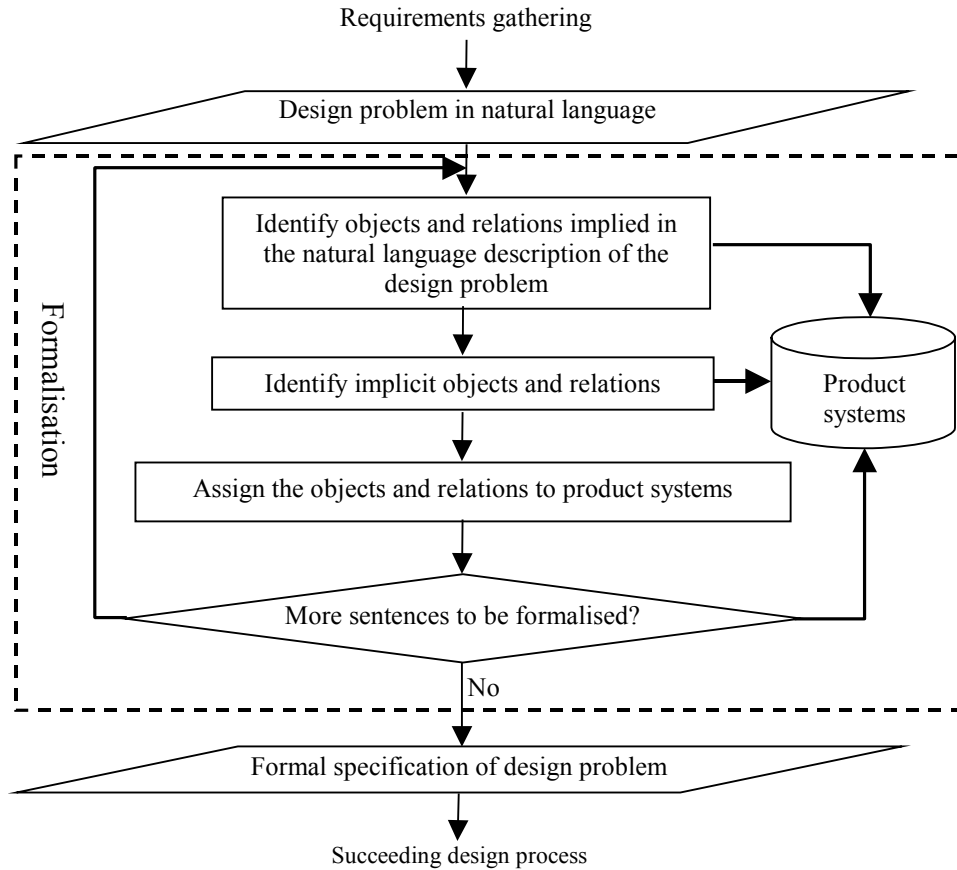 Requirements gathering
Design problem in natural language
Identify objects and relations implied in
the natural language description of the
design problem
Formalisation
Identify implicit objects and relations
Product
systems
Assign the objects and relations to product systems
More sentences to be formalised?
No
Formal specification of design problem
Succeeding design process